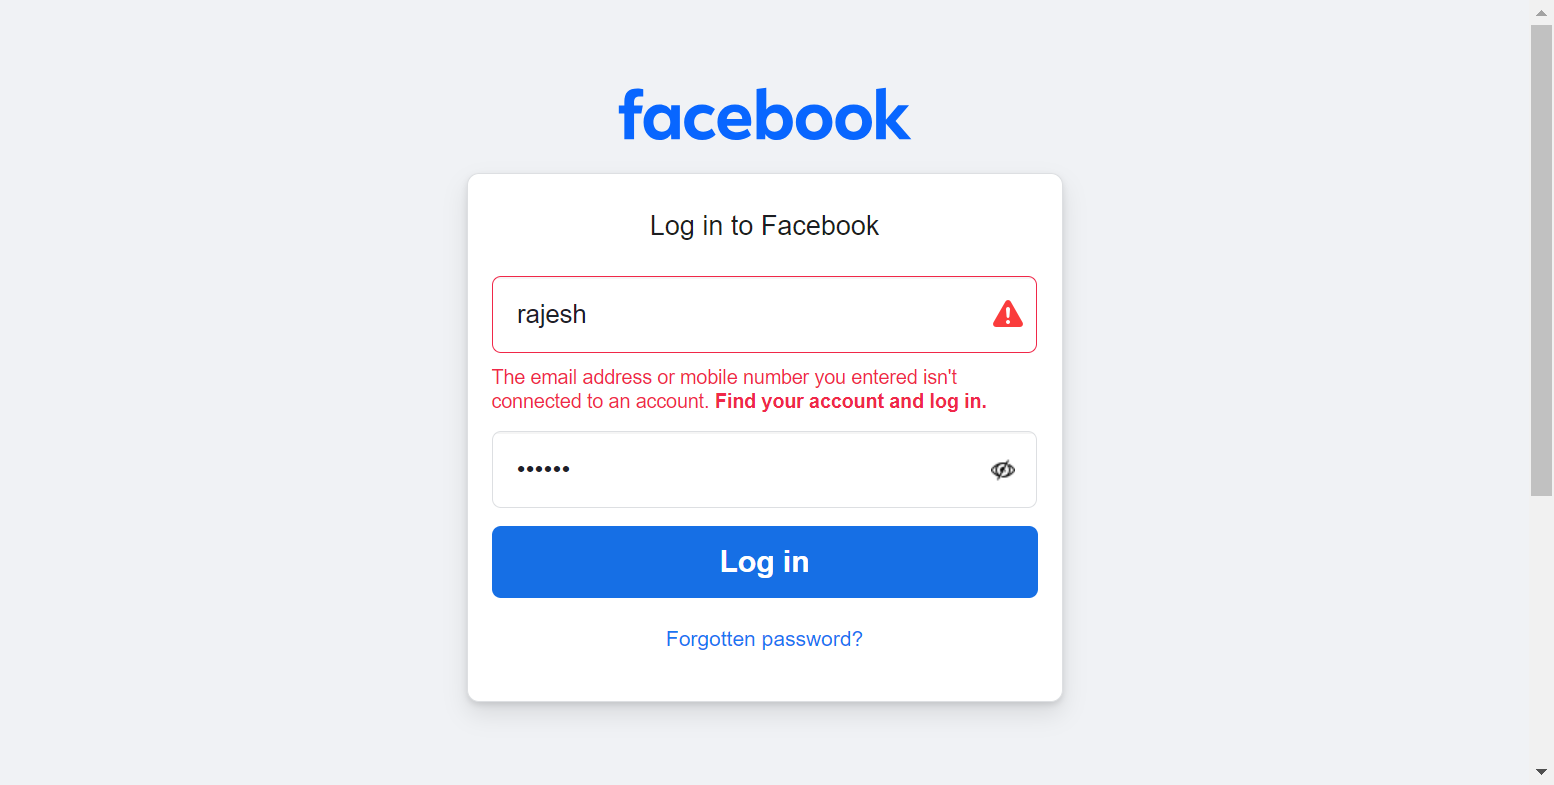 facebook
Log in to Facebook
rajesh
The email address or mobile number you entered isn't
connected to an account. Find your account and log in.
••••••
Log in
Forgotten password?